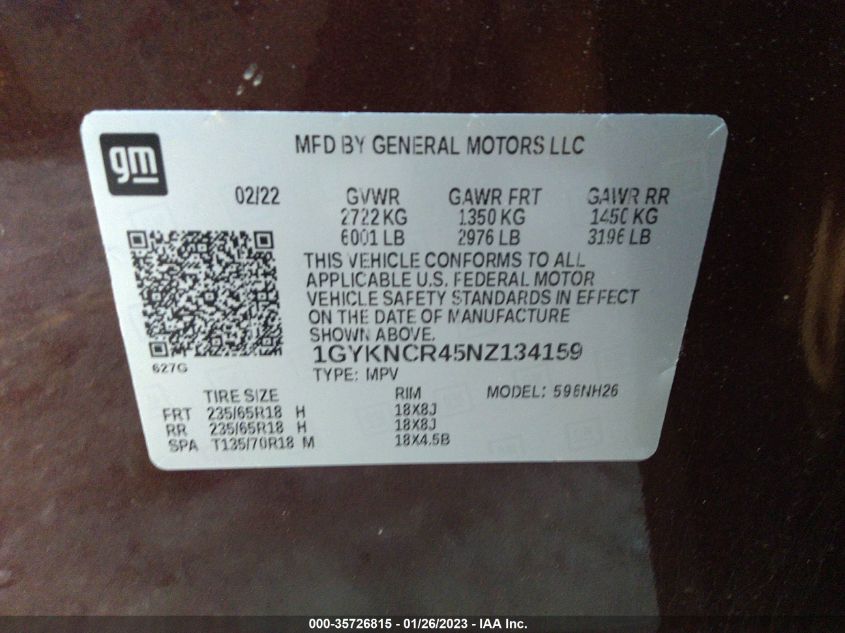 gm
MFD BY GENERAL MOTORS LLC
02/22 GVWR GAWR FRT GAWR RR
2722 KG 1350 KG 1450 KG
6001 LB 2976 LB 3196 LB
THIS VEHICLE CONFORMS TO ALL
APPLICABLE U.S. FEDERAL MOTOR
VEHICLE SAFETY STANDARDS IN EFFECT
ON THE DATE OF MANUFACTURE
SHOWN ABOVE.
1GYKNCR45NZ134159
627G
TYPE: MPV
TIRE SIZE RIM MODEL: 596NH26
FRT 235/65R18 H 18X8J
RR 235/65R18 H 18X8J
SPA T135/70R18 M 18X4.5B
000-35726815 - 01/26/2023 - IAA Inc.